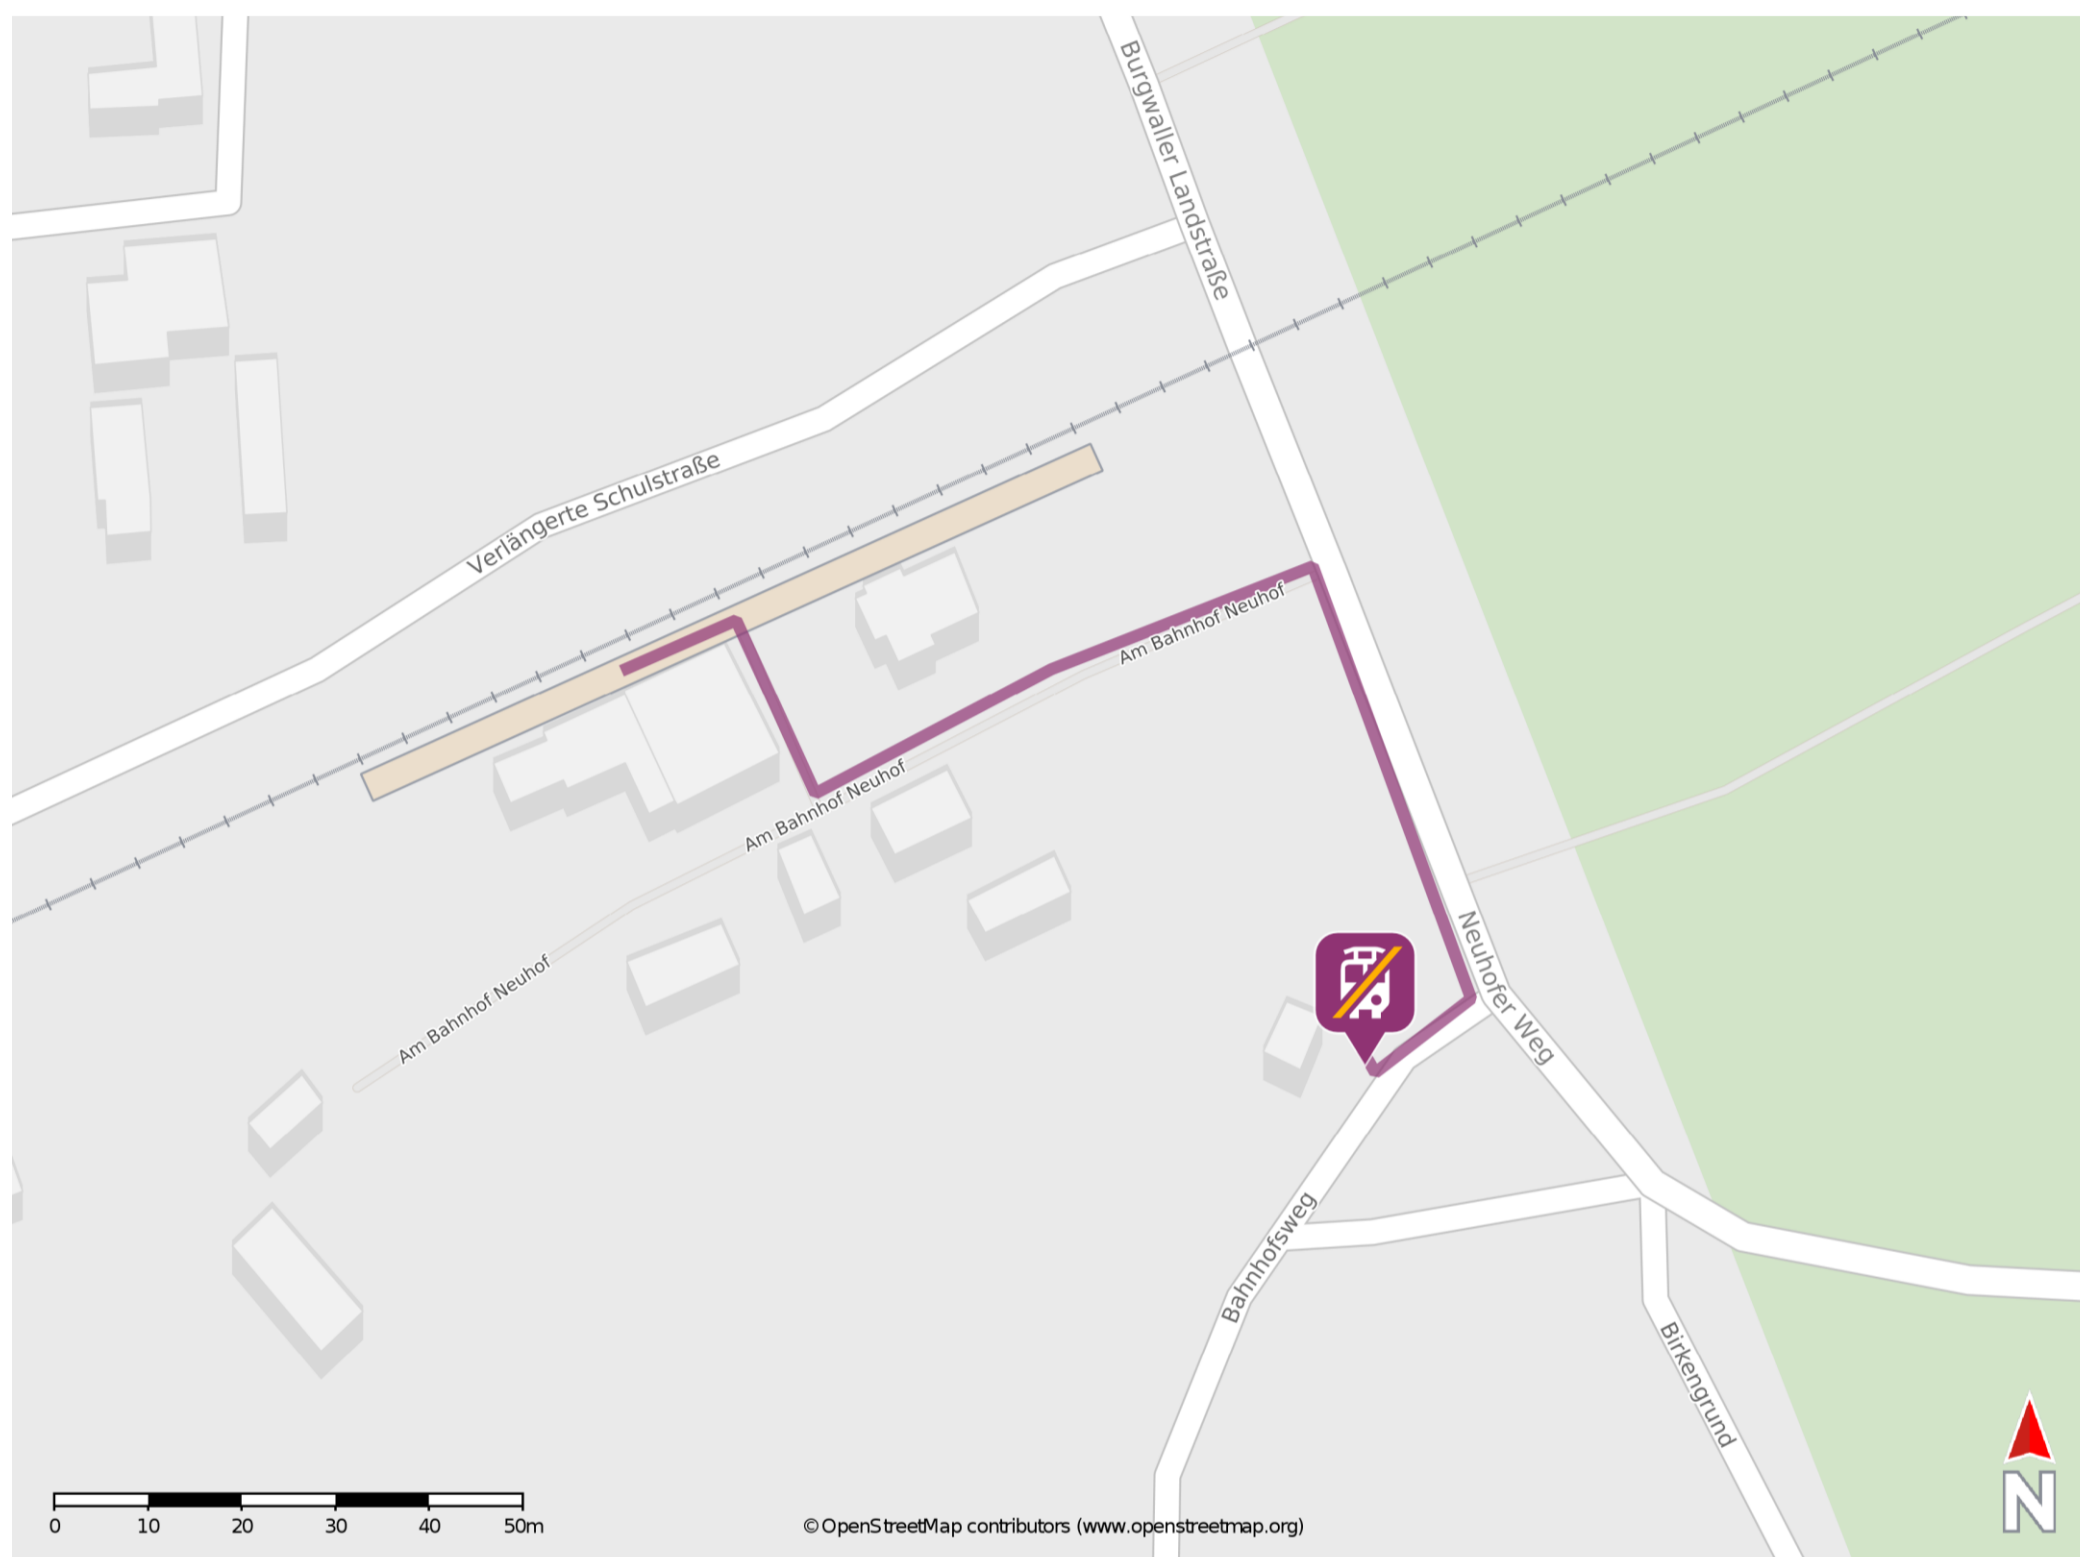 Burgwaller Landstraße
Verlängerte Schulstraße
Am Bahnhof Neuhof
Am Bahnhof Neuhof
Am Bahnhof Neuhof
Neuhofer Weg
Bahnhofsweg
Birkengrund
N
0 10 20 30 40 50m
© OpenStreetMap contributors (www.openstreetmap.org)